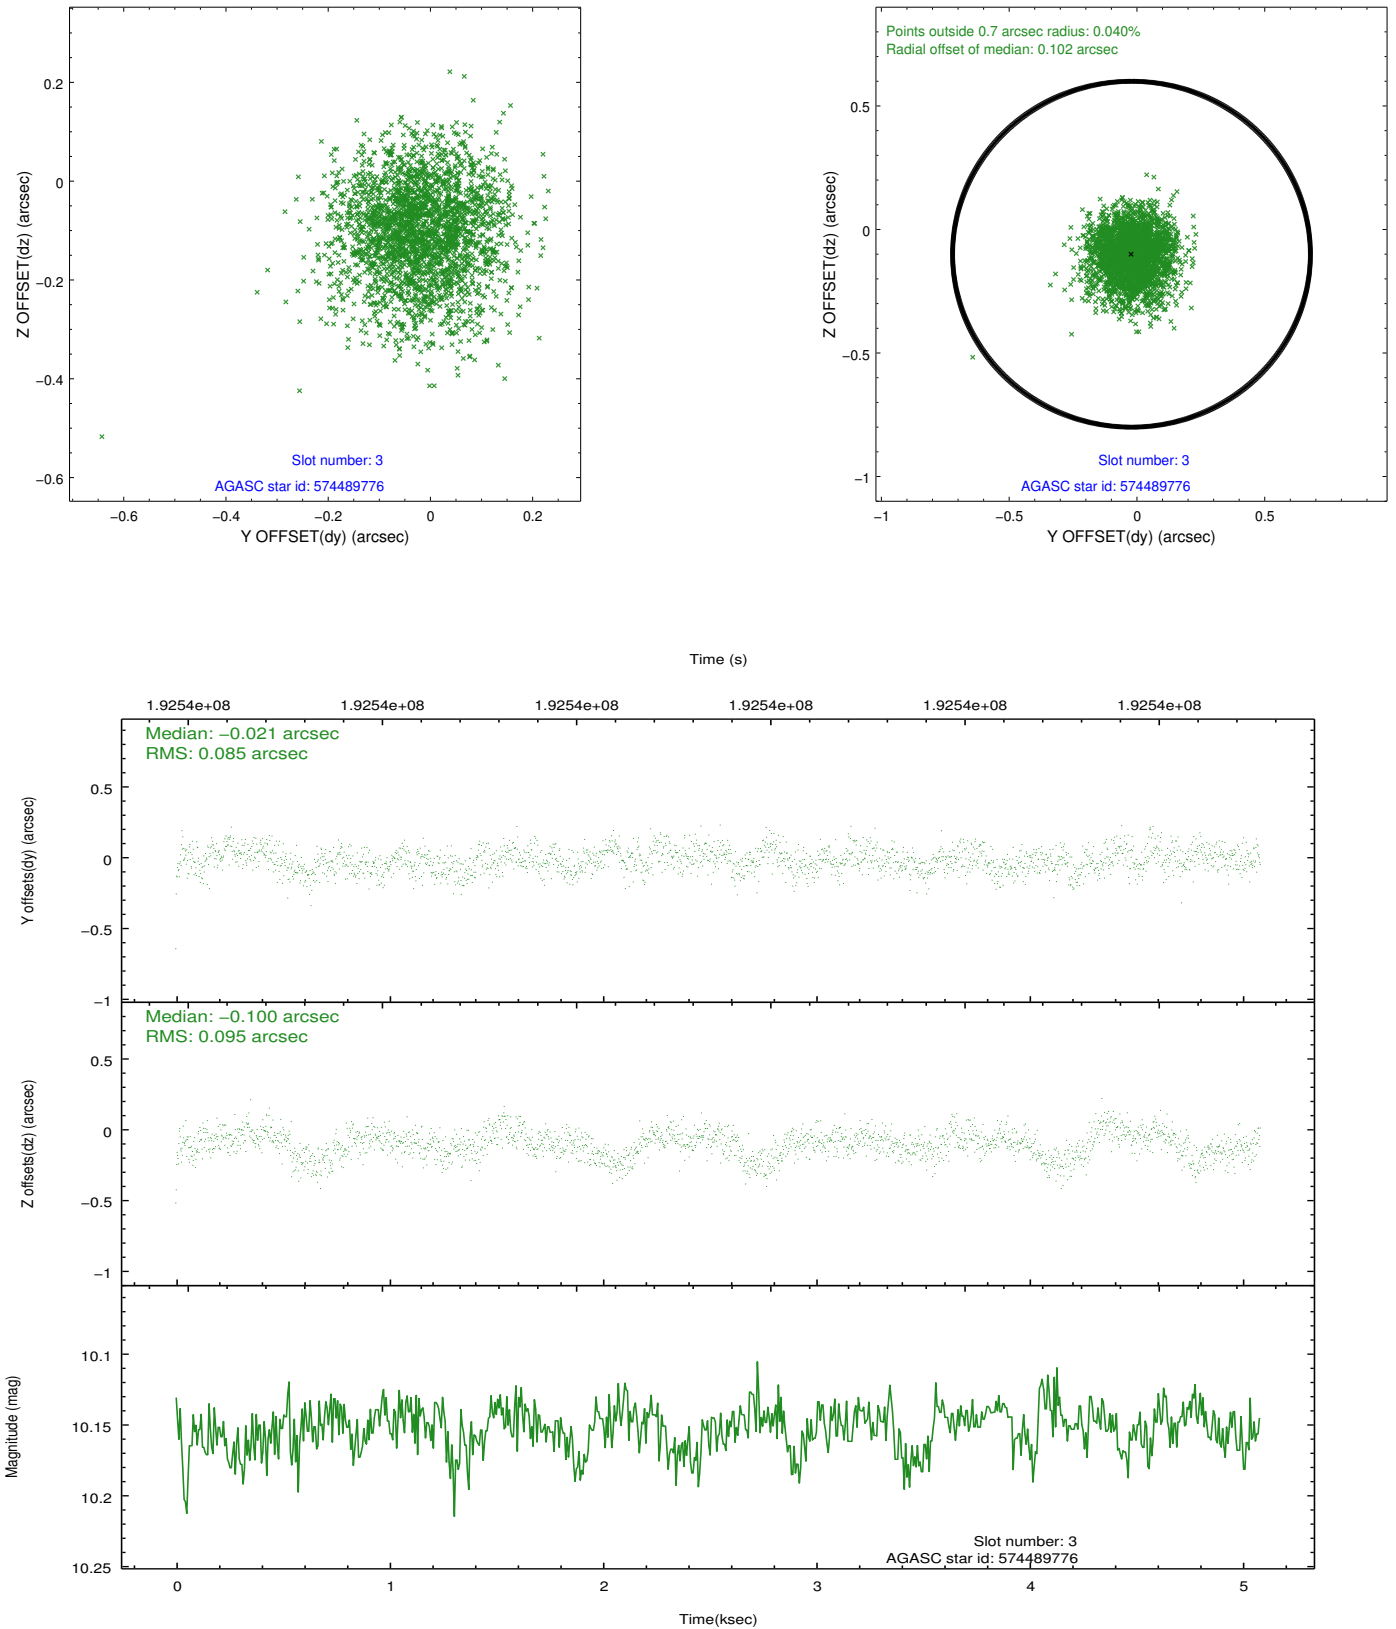 0.2
0
−0.2
−0.4
−0.6
Z OFFSET(dz) (arcsec)
Slot number: 3
AGASC star id: 574489776
−0.6
−0.4
−0.2
0
0.2
Y OFFSET(dy) (arcsec)
Points outside 0.7 arcsec radius: 0.040%
Radial offset of median: 0.102 arcsec
0.5
0
−0.5
−1
Z OFFSET(dz) (arcsec)
Slot number: 3
AGASC star id: 574489776
−1
−0.5
0
0.5
Y OFFSET(dy) (arcsec)
Time (s)
1.9254e+08
1.9254e+08
1.9254e+08
1.9254e+08
1.9254e+08
1.9254e+08
Median: −0.021 arcsec
RMS: 0.085 arcsec
0.5
0
−0.5
−1
Y offsets(dy) (arcsec)
Median: −0.100 arcsec
RMS: 0.095 arcsec
0.5
0
−0.5
−1
Z offsets(dz) (arcsec)
10.1
10.15
10.2
10.25
Magnitude (mag)
Slot number: 3
AGASC star id: 574489776
0
1
2
3
4
5
Time(ksec)